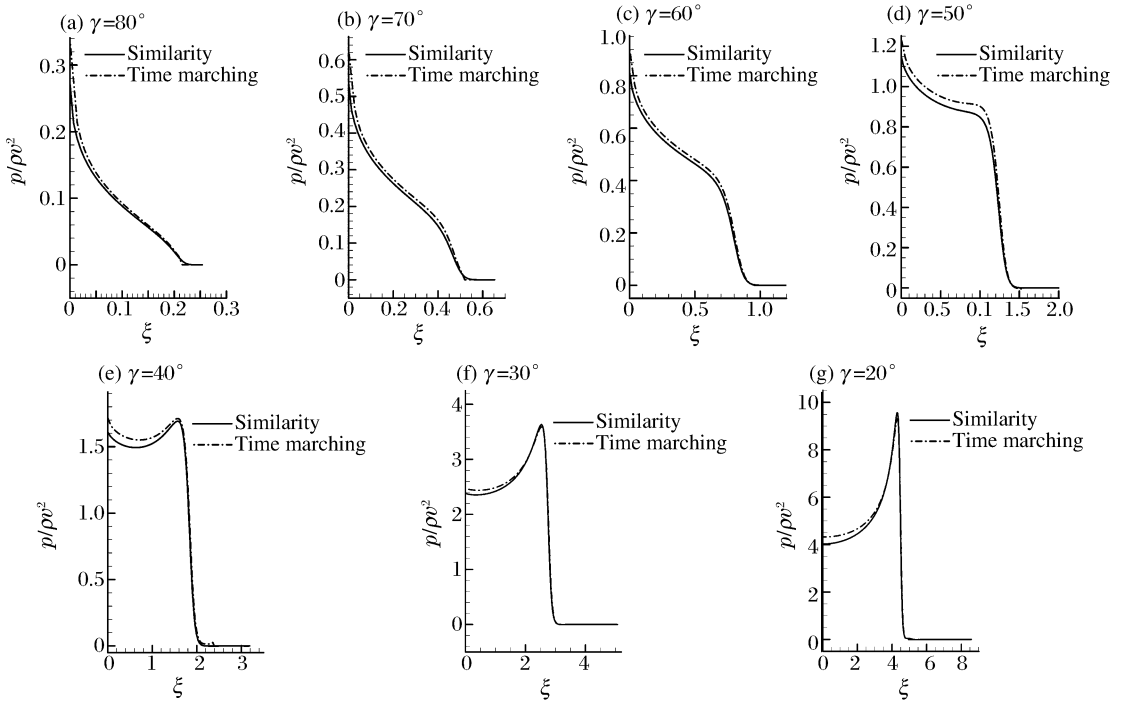 (a) γ=80°
Similarity
Time marching
p/ρv²
0.3
0.2
0.1
0
0 0.1 0.2 0.3
ξ
(b) γ=70°
Similarity
Time marching
p/ρv²
0.6
0.5
0.4
0.3
0.2
0.1
0
0 0.2 0.4 0.6
ξ
(c) γ=60°
Similarity
Time marching
p/ρv²
1.0
0.8
0.6
0.4
0.2
0
0 0.5 1.0
ξ
(d) γ=50°
Similarity
Time marching
p/ρv²
1.2
1.0
0.8
0.6
0.4
0.2
0
0 0.5 1.0 1.5 2.0
ξ
(e) γ=40°
Similarity
Time marching
p/ρv²
1.5
1.0
0.5
0
0 1 2 3
ξ
(f) γ=30°
Similarity
Time marching
p/ρv²
4
3
2
1
0
0 2 4
ξ
(g) γ=20°
Similarity
Time marching
p/ρv²
10
8
6
4
2
0
0 2 4 6 8
ξ